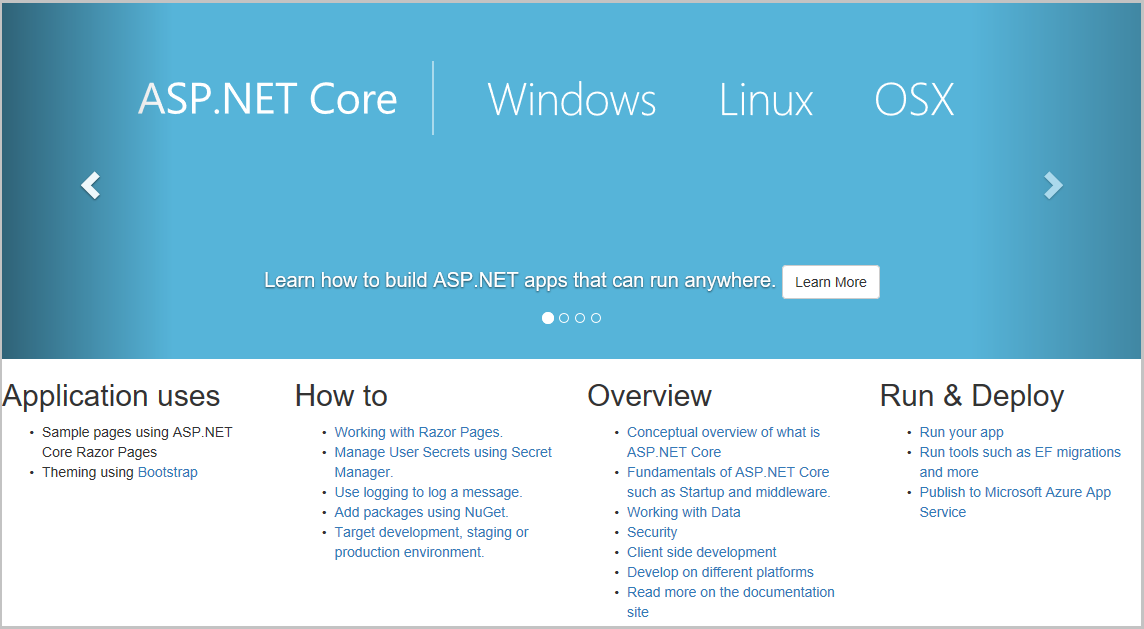 ASP.NET Core
Windows
Linux
OSX
Learn how to build ASP.NET apps that can run anywhere.
Learn More
Application uses
Sample pages using ASP.NET
Core Razor Pages
Theming using Bootstrap
How to
Working with Razor Pages.
Manage User Secrets using Secret
Manager.
Use logging to log a message.
Add packages using NuGet.
Target development, staging or
production environment.
Overview
Conceptual overview of what is
ASP.NET Core
Fundamentals of ASP.NET Core
such as Startup and middleware.
Working with Data
Security
Client side development
Develop on different platforms
Read more on the documentation
site
Run & Deploy
Run your app
Run tools such as EF migrations
and more
Publish to Microsoft Azure App
Service